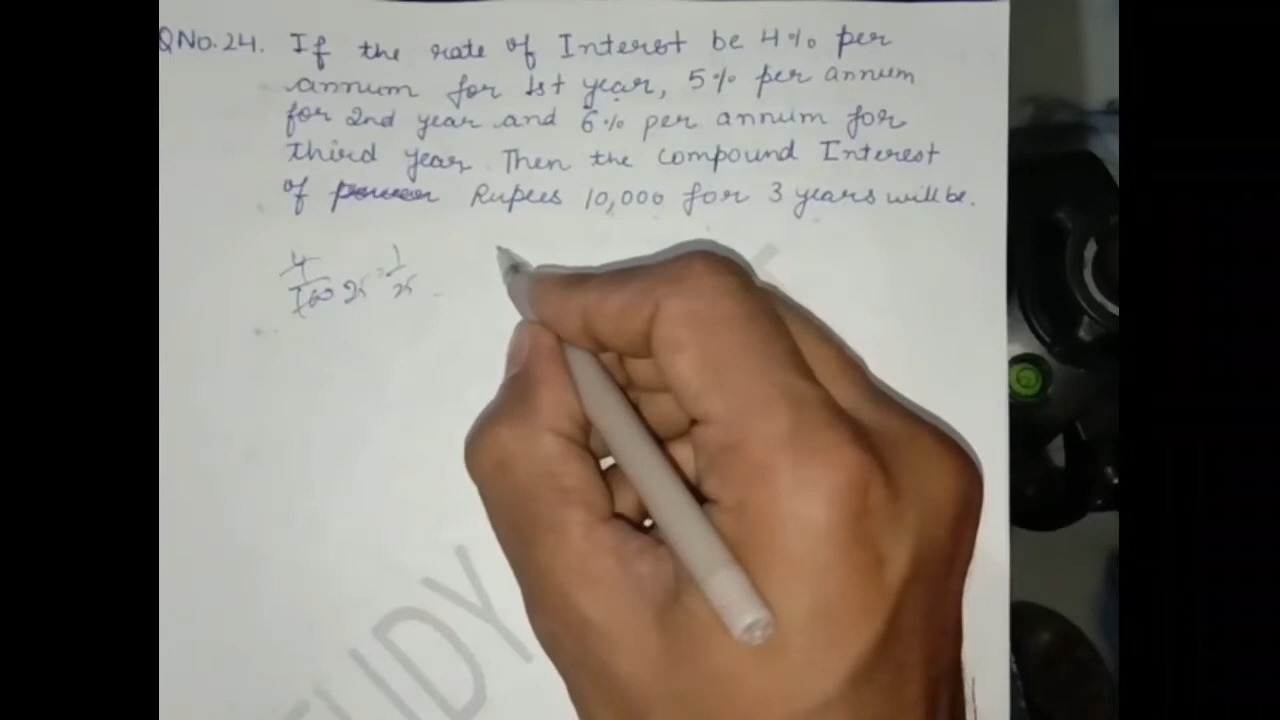 QNo.24. If the rate of Interest be 4% per
annum for 1st year, 5% per annum
for 2nd year and 6% per annum for
third year. Then the compound Interest
of Rupees 10,000 for 3 years will be.
4 1
100 25 = 25
UDY